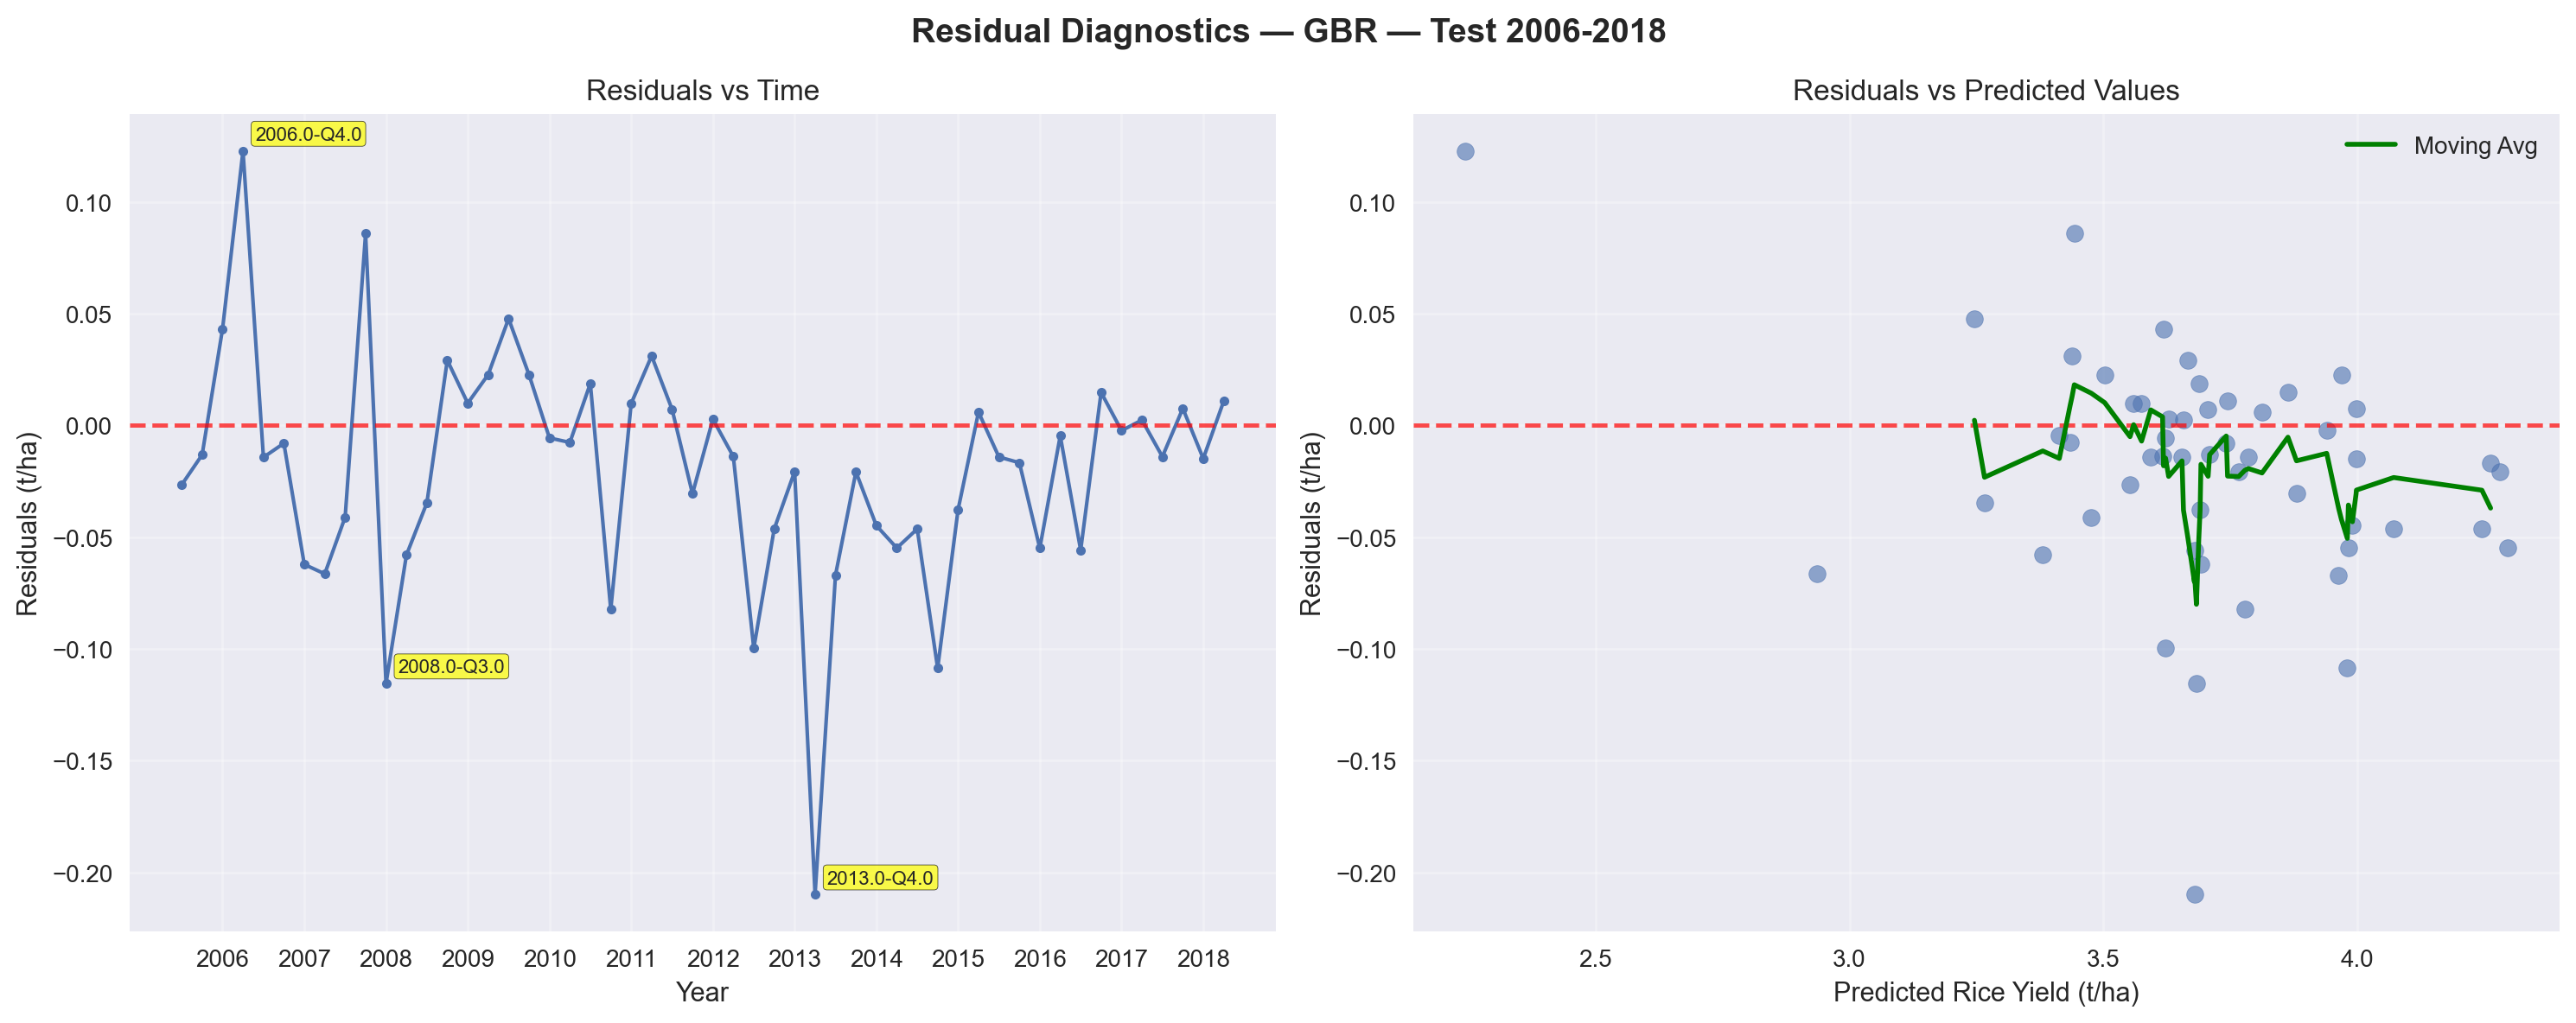 Residual Diagnostics — GBR — Test 2006-2018
Residuals vs Time
2006.0-Q4.0
2008.0-Q3.0
2013.0-Q4.0
0.10
0.05
0.00
−0.05
−0.10
−0.15
−0.20
Residuals (t/ha)
2006 2007 2008 2009 2010 2011 2012 2013 2014 2015 2016 2017 2018
Year
Residuals vs Predicted Values
Moving Avg
0.10
0.05
0.00
−0.05
−0.10
−0.15
−0.20
Residuals (t/ha)
2.5 3.0 3.5 4.0
Predicted Rice Yield (t/ha)